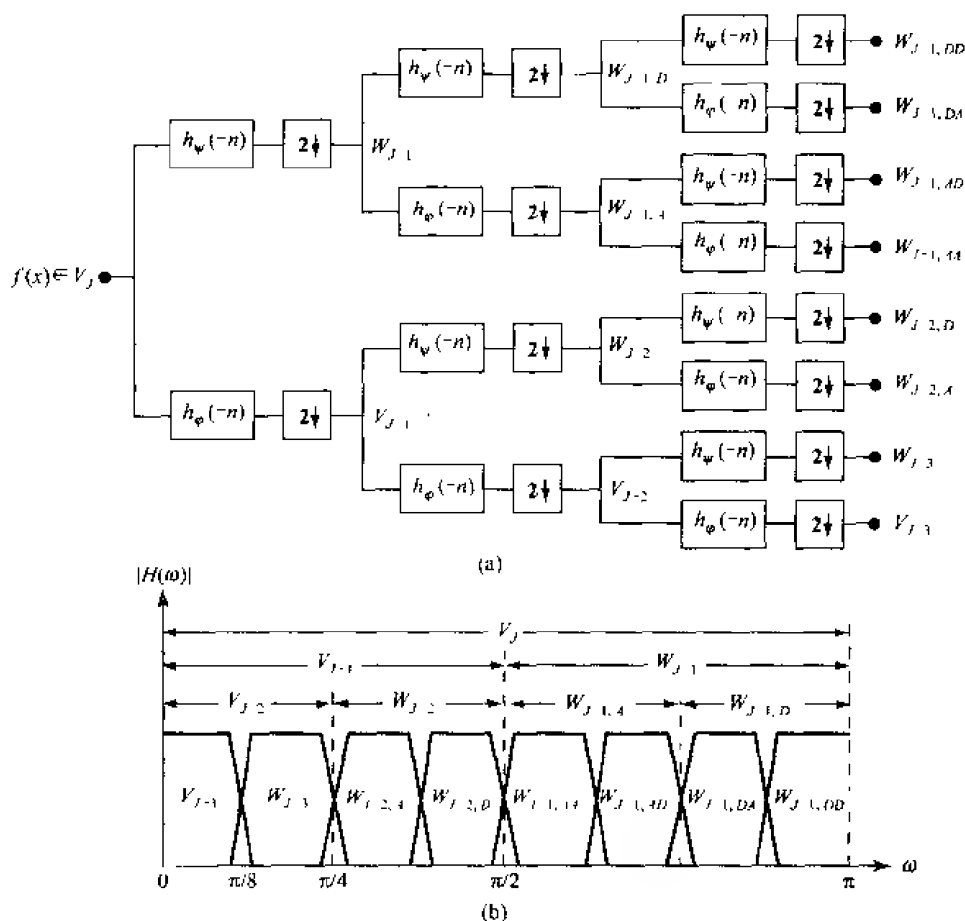 h_ψ(-n) 2↓ W_{J-1, DD}
h_ψ(-n) 2↓ W_{J-1, D}
h_φ( n) 2↓ W_{J-1, DA}
h_ψ(-n) 2↓ W_{J-1}
h_ψ(-n) 2↓ W_{J-1, AD}
h_φ(-n) 2↓ W_{J-1, A}
h_φ( n) 2↓ W_{J-1, AA}
f(x) ∈ V_J
h_ψ( n) 2↓ W_{J-2, D}
h_ψ(-n) 2↓ W_{J-2}
h_φ(-n) 2↓ W_{J-2, A}
h_φ(-n) 2↓ V_{J-1}
h_ψ(-n) 2↓ W_{J-3}
h_φ(-n) 2↓ V_{J-2}
h_φ(-n) 2↓ V_{J-3}
(a)
|H(ω)|
V_J
V_{J-1} W_{J-1}
V_{J-2} W_{J-2} W_{J-1, A} W_{J-1, D}
V_{J-3} W_{J-3} W_{J-2, A} W_{J-2, D} W_{J-1, AA} W_{J-1, AD} W_{J-1, DA} W_{J-1, DD}
0 π/8 π/4 π/2 π ω
(b)